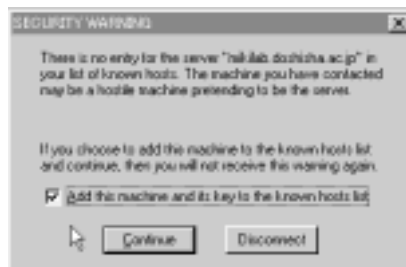 SECURITY WARNING
There is no entry for the server "mikilab.doshisha.ac.jp" in
your list of known hosts. The machine you have contacted
may be a hostile machine pretending to be the server.
If you choose to add this machine to the known hosts list
and continue, then you will not receive this warning again.
Add this machine and its key to the known hosts list
Continue
Disconnect